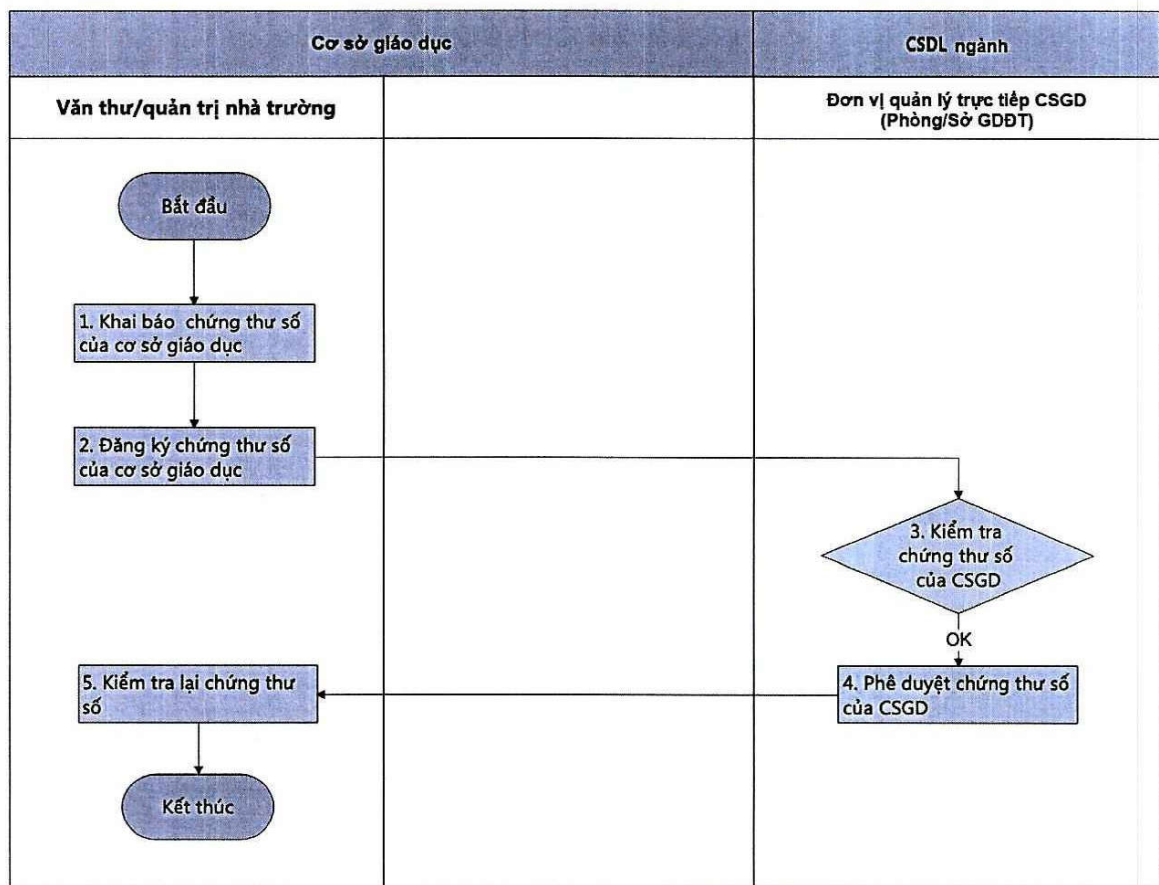 Cơ sở giáo dục
CSDL ngành
Văn thư/quản trị nhà trường
Đơn vị quản lý trực tiếp CSGD
(Phòng/Sở GDĐT)
Bắt đầu
1. Khai báo chứng thư số
của cơ sở giáo dục
2. Đăng ký chứng thư số
của cơ sở giáo dục
3. Kiểm tra
chứng thư số
của CSGD
OK
4. Phê duyệt chứng thư số
của CSGD
5. Kiểm tra lại chứng thư
số
Kết thúc